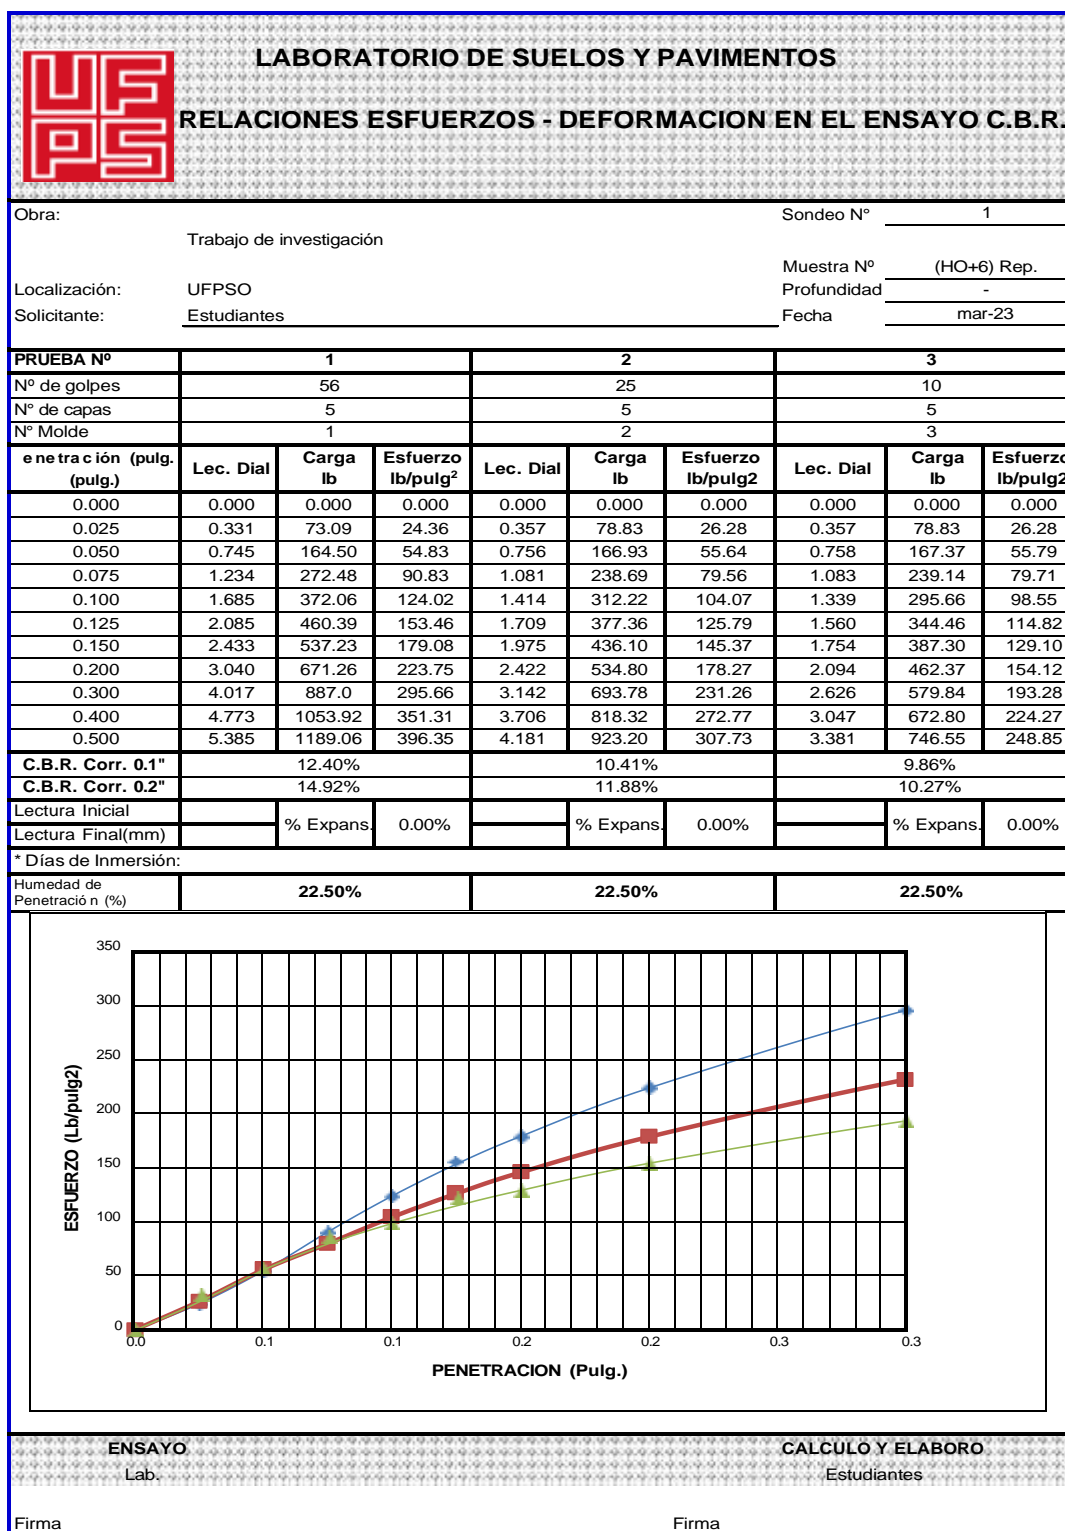 UFPS
LABORATORIO DE SUELOS Y PAVIMENTOS
RELACIONES ESFUERZOS - DEFORMACION EN EL ENSAYO C.B.R.
Obra: Sondeo N° 1
Trabajo de investigación
Muestra Nº (HO+6) Rep.
Localización: UFPSO Profundidad -
Solicitante: Estudiantes Fecha mar-23
PRUEBA Nº 1 2 3
Nº de golpes 56 25 10
N° de capas 5 5 5
N° Molde 1 2 3
enetración (pulg. Lec. Dial Carga Esfuerzo Lec. Dial Carga Esfuerzo Lec. Dial Carga Esfuerzo
(pulg.) lb lb/pulg² lb lb/pulg2 lb lb/pulg2
0.000 0.000 0.000 0.000 0.000 0.000 0.000 0.000 0.000 0.000
0.025 0.331 73.09 24.36 0.357 78.83 26.28 0.357 78.83 26.28
0.050 0.745 164.50 54.83 0.756 166.93 55.64 0.758 167.37 55.79
0.075 1.234 272.48 90.83 1.081 238.69 79.56 1.083 239.14 79.71
0.100 1.685 372.06 124.02 1.414 312.22 104.07 1.339 295.66 98.55
0.125 2.085 460.39 153.46 1.709 377.36 125.79 1.560 344.46 114.82
0.150 2.433 537.23 179.08 1.975 436.10 145.37 1.754 387.30 129.10
0.200 3.040 671.26 223.75 2.422 534.80 178.27 2.094 462.37 154.12
0.300 4.017 887.0 295.66 3.142 693.78 231.26 2.626 579.84 193.28
0.400 4.773 1053.92 351.31 3.706 818.32 272.77 3.047 672.80 224.27
0.500 5.385 1189.06 396.35 4.181 923.20 307.73 3.381 746.55 248.85
C.B.R. Corr. 0.1" 12.40% 10.41% 9.86%
C.B.R. Corr. 0.2" 14.92% 11.88% 10.27%
Lectura Inicial % Expans. 0.00% % Expans. 0.00% % Expans. 0.00%
Lectura Final(mm)
* Días de Inmersión:
Humedad de
Penetració n (%) 22.50% 22.50% 22.50%
350
300
250
200
150
100
50
0
ESFUERZO (Lb/pulg2)
0.0 0.1 0.1 0.2 0.2 0.3 0.3
PENETRACION (Pulg.)
ENSAYO CALCULO Y ELABORO
Lab. Estudiantes
Firma Firma